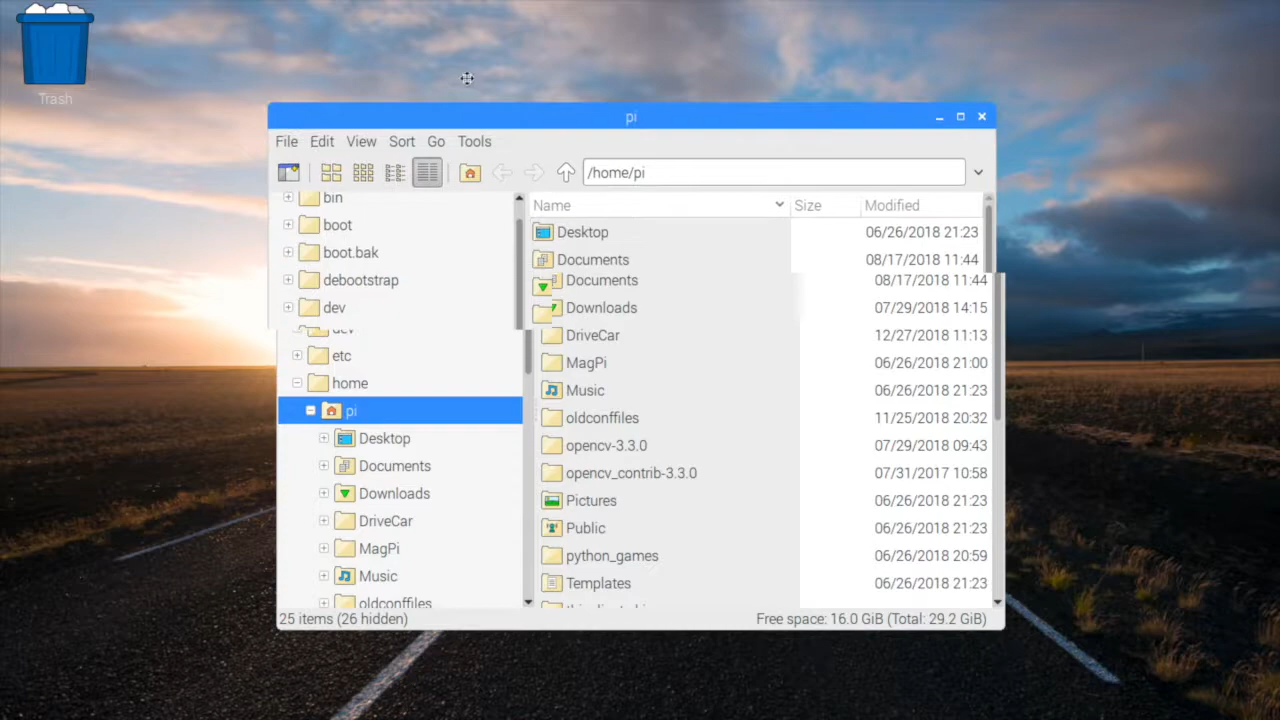 Trash
pi
File Edit View Sort Go Tools
/home/pi
bin
boot
boot.bak
debootstrap
dev
dev
etc
home
pi
Desktop
Documents
Downloads
DriveCar
MagPi
Music
oldconffiles
Name Size Modified
Desktop 06/26/2018 21:23
Documents 08/17/2018 11:44
Documents 08/17/2018 11:44
Downloads 07/29/2018 14:15
DriveCar 12/27/2018 11:13
MagPi 06/26/2018 21:00
Music 06/26/2018 21:23
oldconffiles 11/25/2018 20:32
opencv-3.3.0 07/29/2018 09:43
opencv_contrib-3.3.0 07/31/2017 10:58
Pictures 06/26/2018 21:23
Public 06/26/2018 21:23
python_games 06/26/2018 20:59
Templates 06/26/2018 21:23
25 items (26 hidden) Free space: 16.0 GiB (Total: 29.2 GiB)